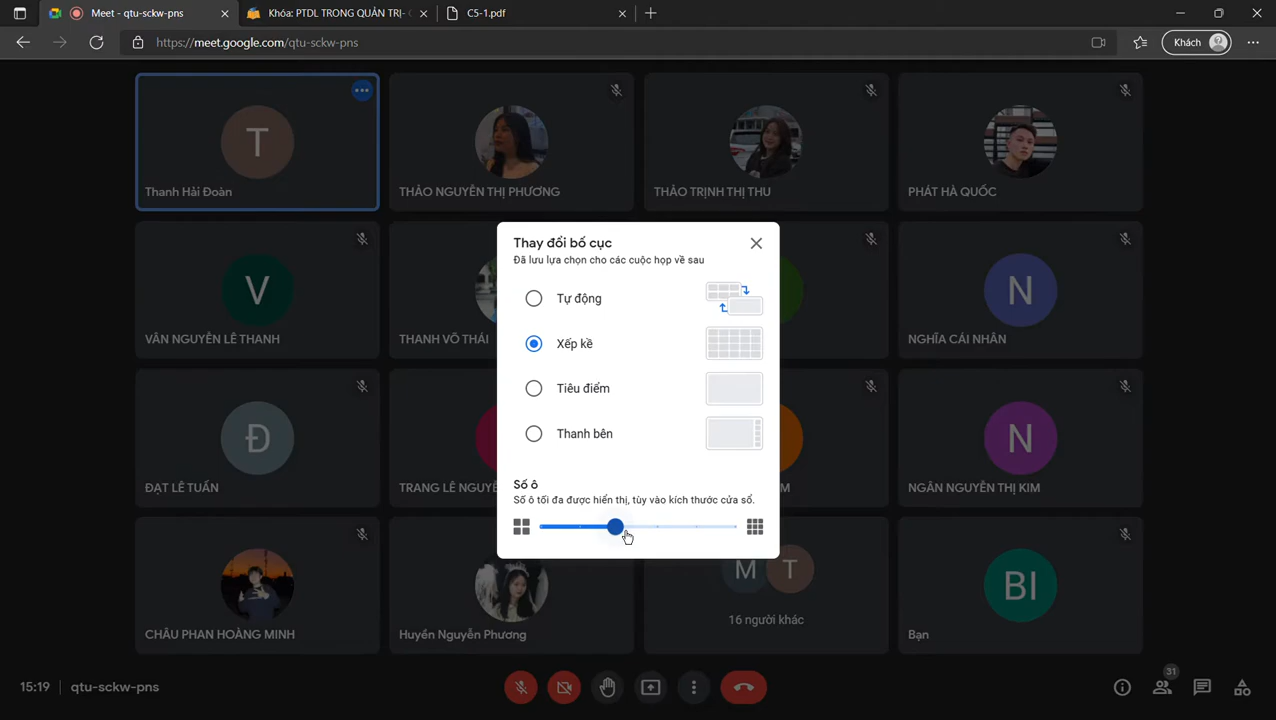 Meet - qtu-sckw-pns
Khóa: PTDL TRONG QUẢN TRỊ-
C5-1.pdf
https://meet.google.com/qtu-sckw-pns
Khách
T
Thanh Hải Đoàn
THẢO NGUYÊN THỊ PHƯƠNG
THẢO TRỊNH THỊ THU
PHÁT HÀ QUỐC
V
VÂN NGUYÊN LÊ THANH
THANH VÕ THÁI
N
NGHĨA CÁI NHÂN
Thay đổi bố cục
Đã lưu lựa chọn cho các cuộc họp về sau
Tự động
Xếp kề
Tiêu điểm
Thanh bên
Số ô
Số ô tối đa được hiển thị, tùy vào kích thước cửa sổ.
Đ
ĐẠT LÊ TUẤN
TRANG LÊ NGUYÊ
M
N
NGÂN NGUYÊN THỊ KIM
CHÂU PHAN HOÀNG MINH
Huyền Nguyễn Phương
M T
16 người khác
BI
Bạn
15:19 | qtu-sckw-pns
31